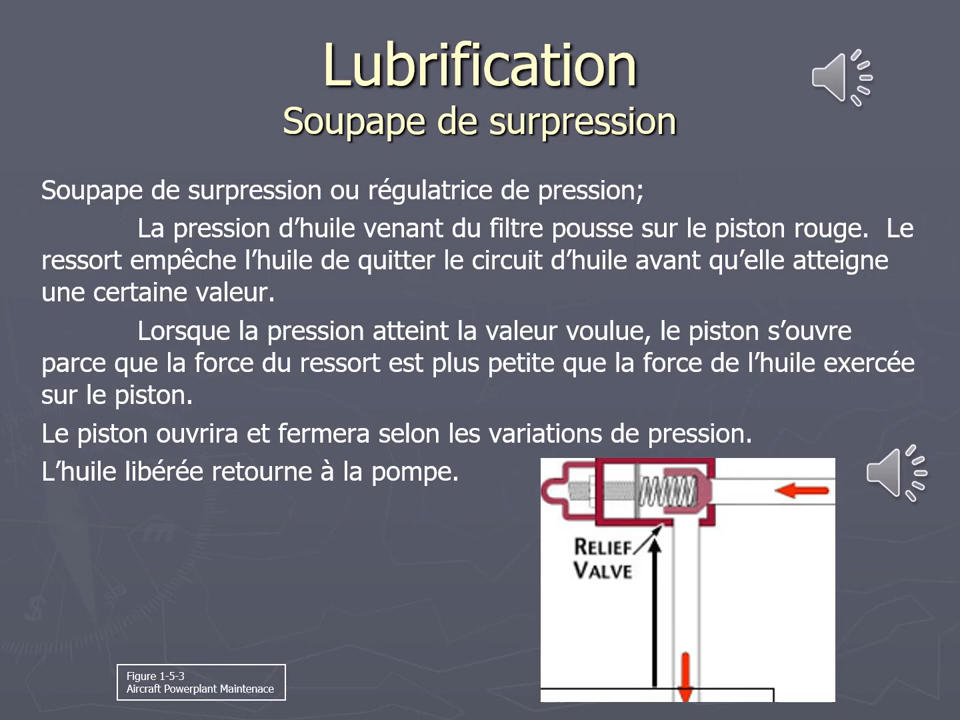 Lubrification
Soupape de surpression
Soupape de surpression ou régulatrice de pression;
La pression d’huile venant du filtre pousse sur le piston rouge. Le
ressort empêche l’huile de quitter le circuit d’huile avant qu’elle atteigne
une certaine valeur.
Lorsque la pression atteint la valeur voulue, le piston s’ouvre
parce que la force du ressort est plus petite que la force de l’huile exercée
sur le piston.
Le piston ouvrira et fermera selon les variations de pression.
L’huile libérée retourne à la pompe.
RELIEF
VALVE
Figure 1-5-3
Aircraft Powerplant Maintenace